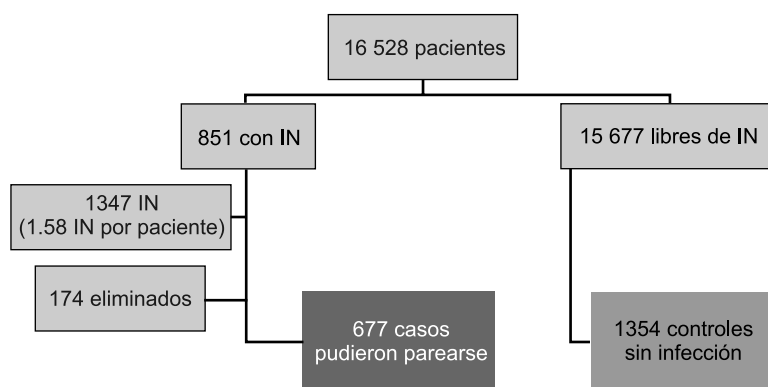 16 528 pacientes
851 con IN
15 677 libres de IN
1347 IN
(1.58 IN por paciente)
174 eliminados
677 casos
pudieron parearse
1354 controles
sin infección